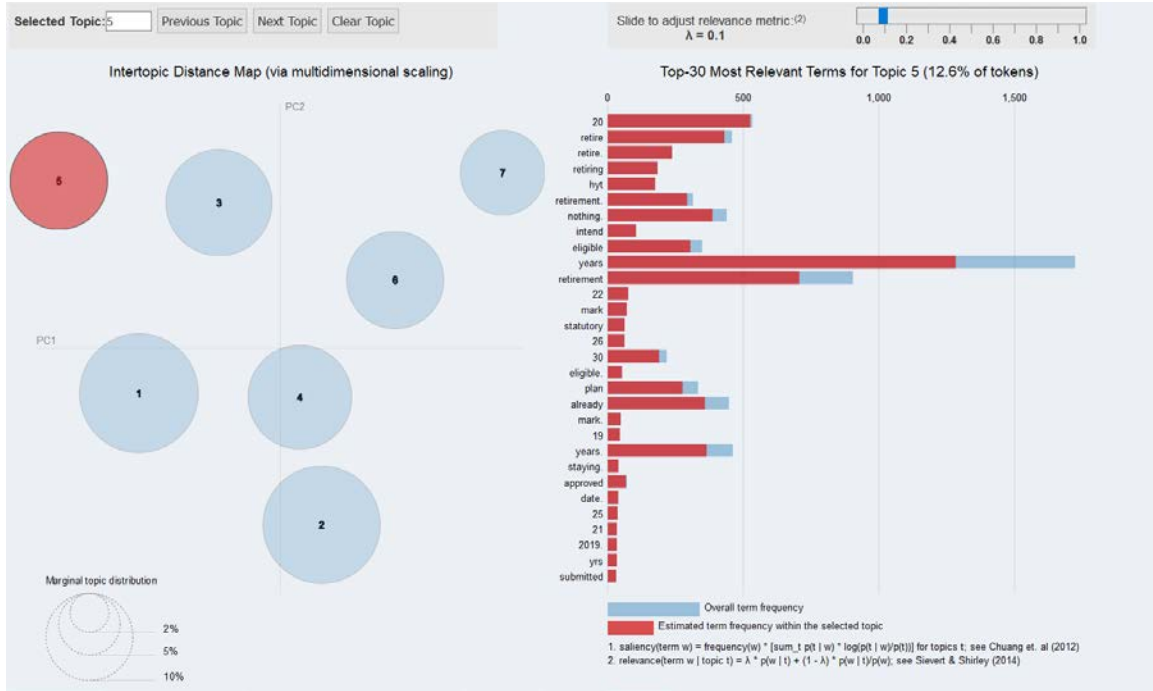 Selected Topic: 5 Previous Topic Next Topic Clear Topic
Slide to adjust relevance metric:(2)
λ = 0.1
0.0 0.2 0.4 0.6 0.8 1.0
Intertopic Distance Map (via multidimensional scaling)
PC2
PC1
5
3
7
6
1
4
2
Marginal topic distribution
2%
5%
10%
Top-30 Most Relevant Terms for Topic 5 (12.6% of tokens)
0 500 1,000 1,500
20
retire
retire.
retiring
hyt
retirement.
nothing.
intend
eligible
years
retirement
22
mark
statutory
26
30
eligible.
plan
already
mark.
19
years.
staying.
approved
date.
25
21
2019.
yrs
submitted
Overall term frequency
Estimated term frequency within the selected topic
1. saliency(term w) = frequency(w) * [sum_t p(t | w) * log(p(t | w)/p(t))] for topics t; see Chuang et. al (2012)
2. relevance(term w | topic t) = λ * p(w | t) + (1 - λ) * p(w | t)/p(w); see Sievert & Shirley (2014)